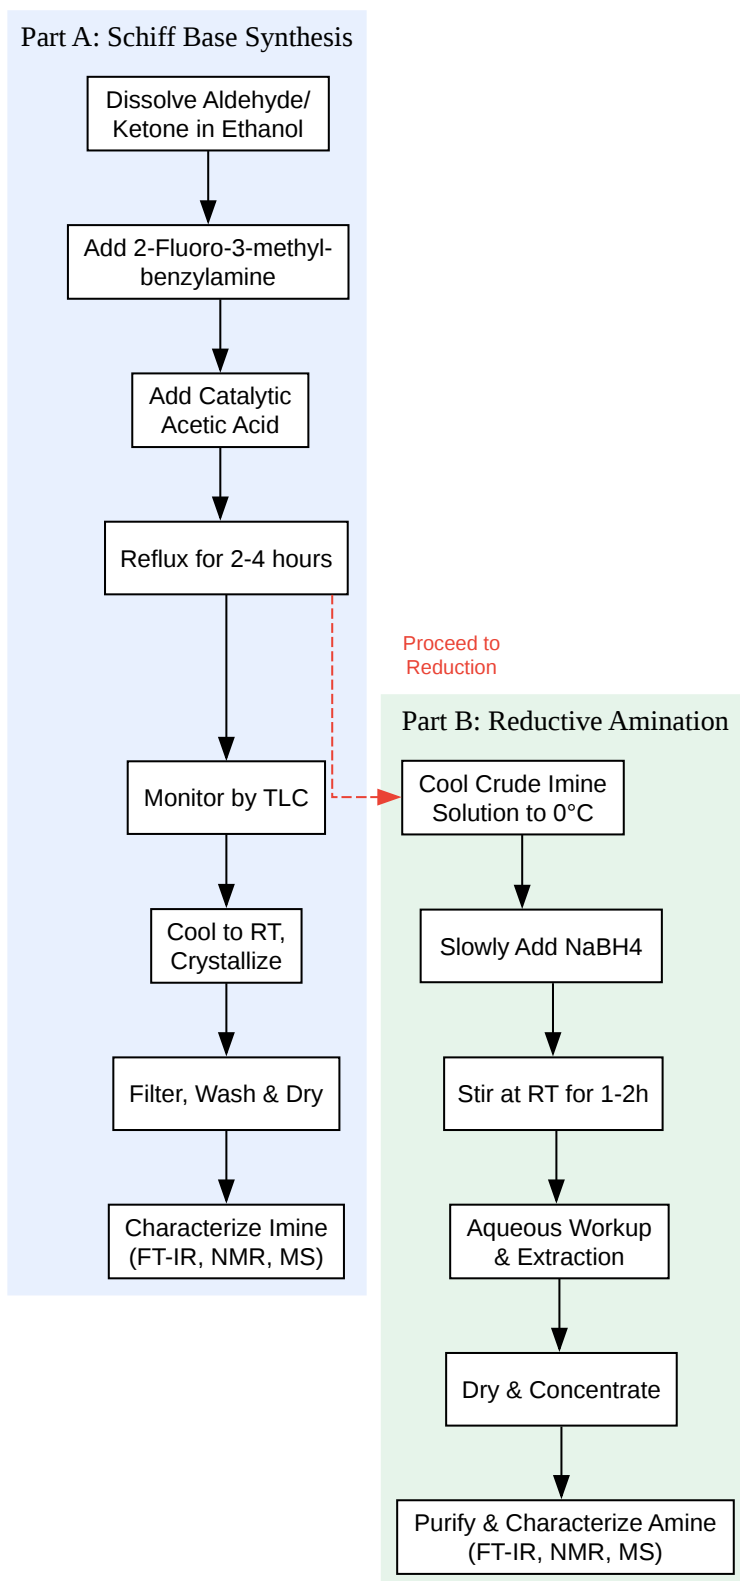 Part A: Schiff Base Synthesis
Dissolve Aldehyde/
Ketone in Ethanol
Add 2-Fluoro-3-methyl-
benzylamine
Add Catalytic
Acetic Acid
Reflux for 2-4 hours
Monitor by TLC
Cool to RT,
Crystallize
Filter, Wash & Dry
Characterize Imine
(FT-IR, NMR, MS)
Proceed to
Reduction
Part B: Reductive Amination
Cool Crude Imine
Solution to 0°C
Slowly Add NaBH4
Stir at RT for 1-2h
Aqueous Workup
& Extraction
Dry & Concentrate
Purify & Characterize Amine
(FT-IR, NMR, MS)